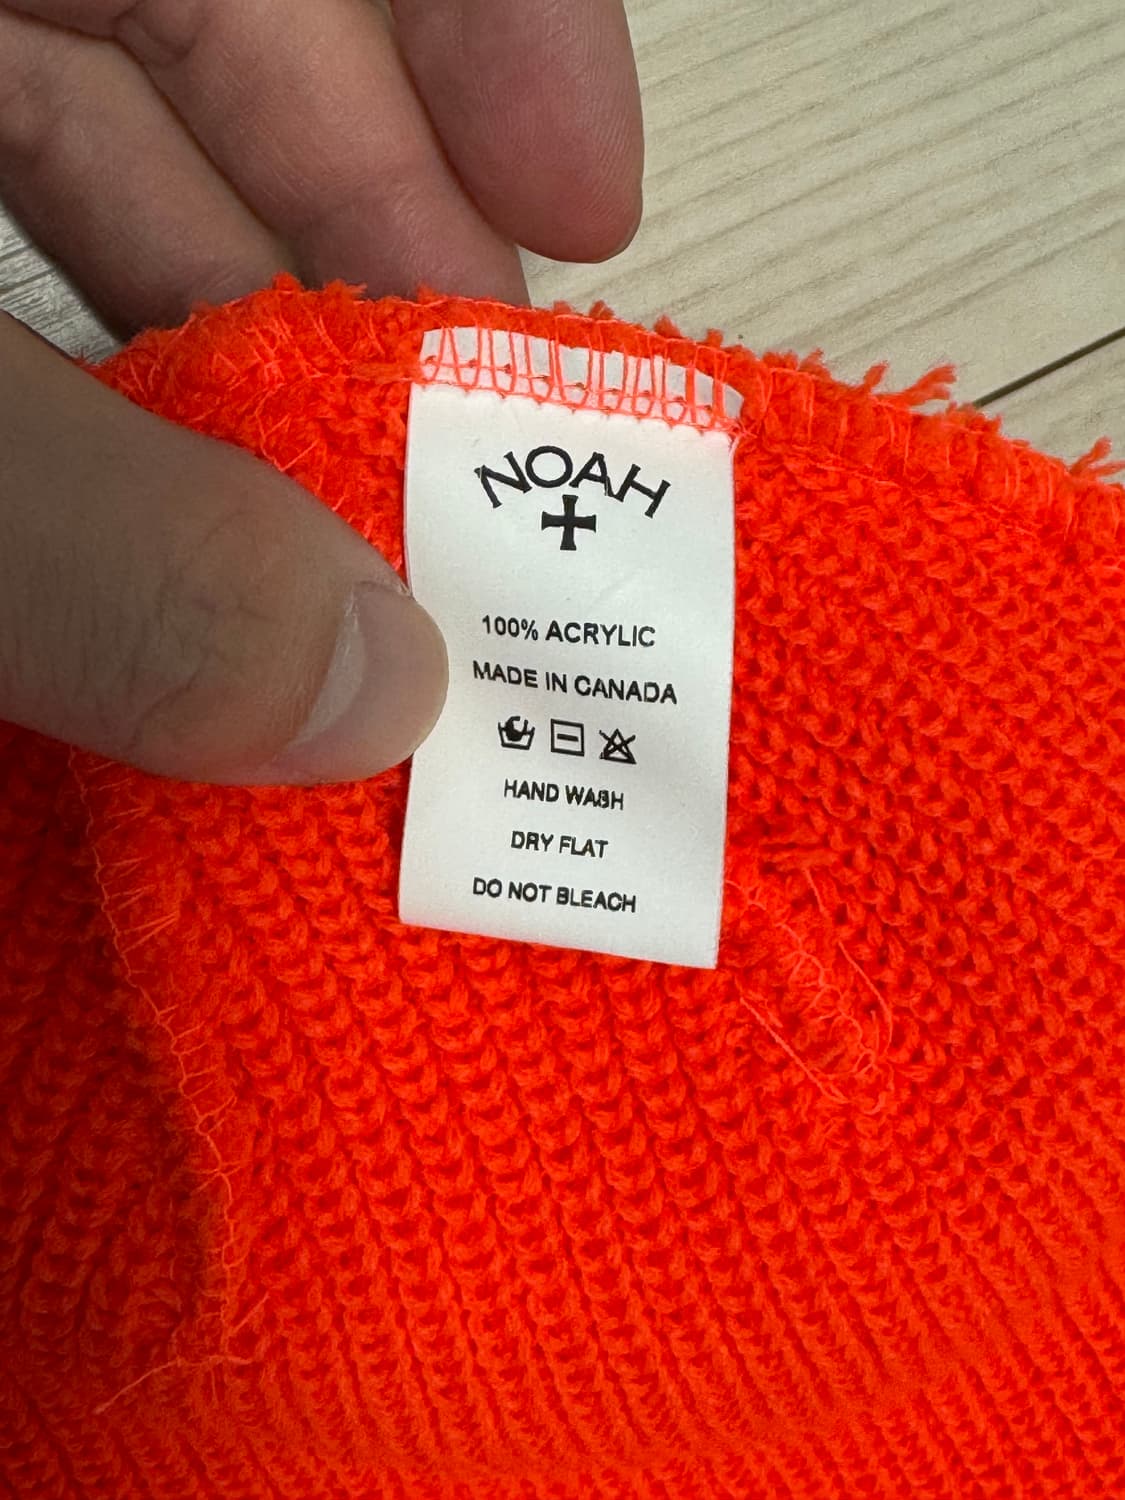 NOAH
100% ACRYLIC
MADE IN CANADA
HAND WASH
DRY FLAT
DO NOT BLEACH